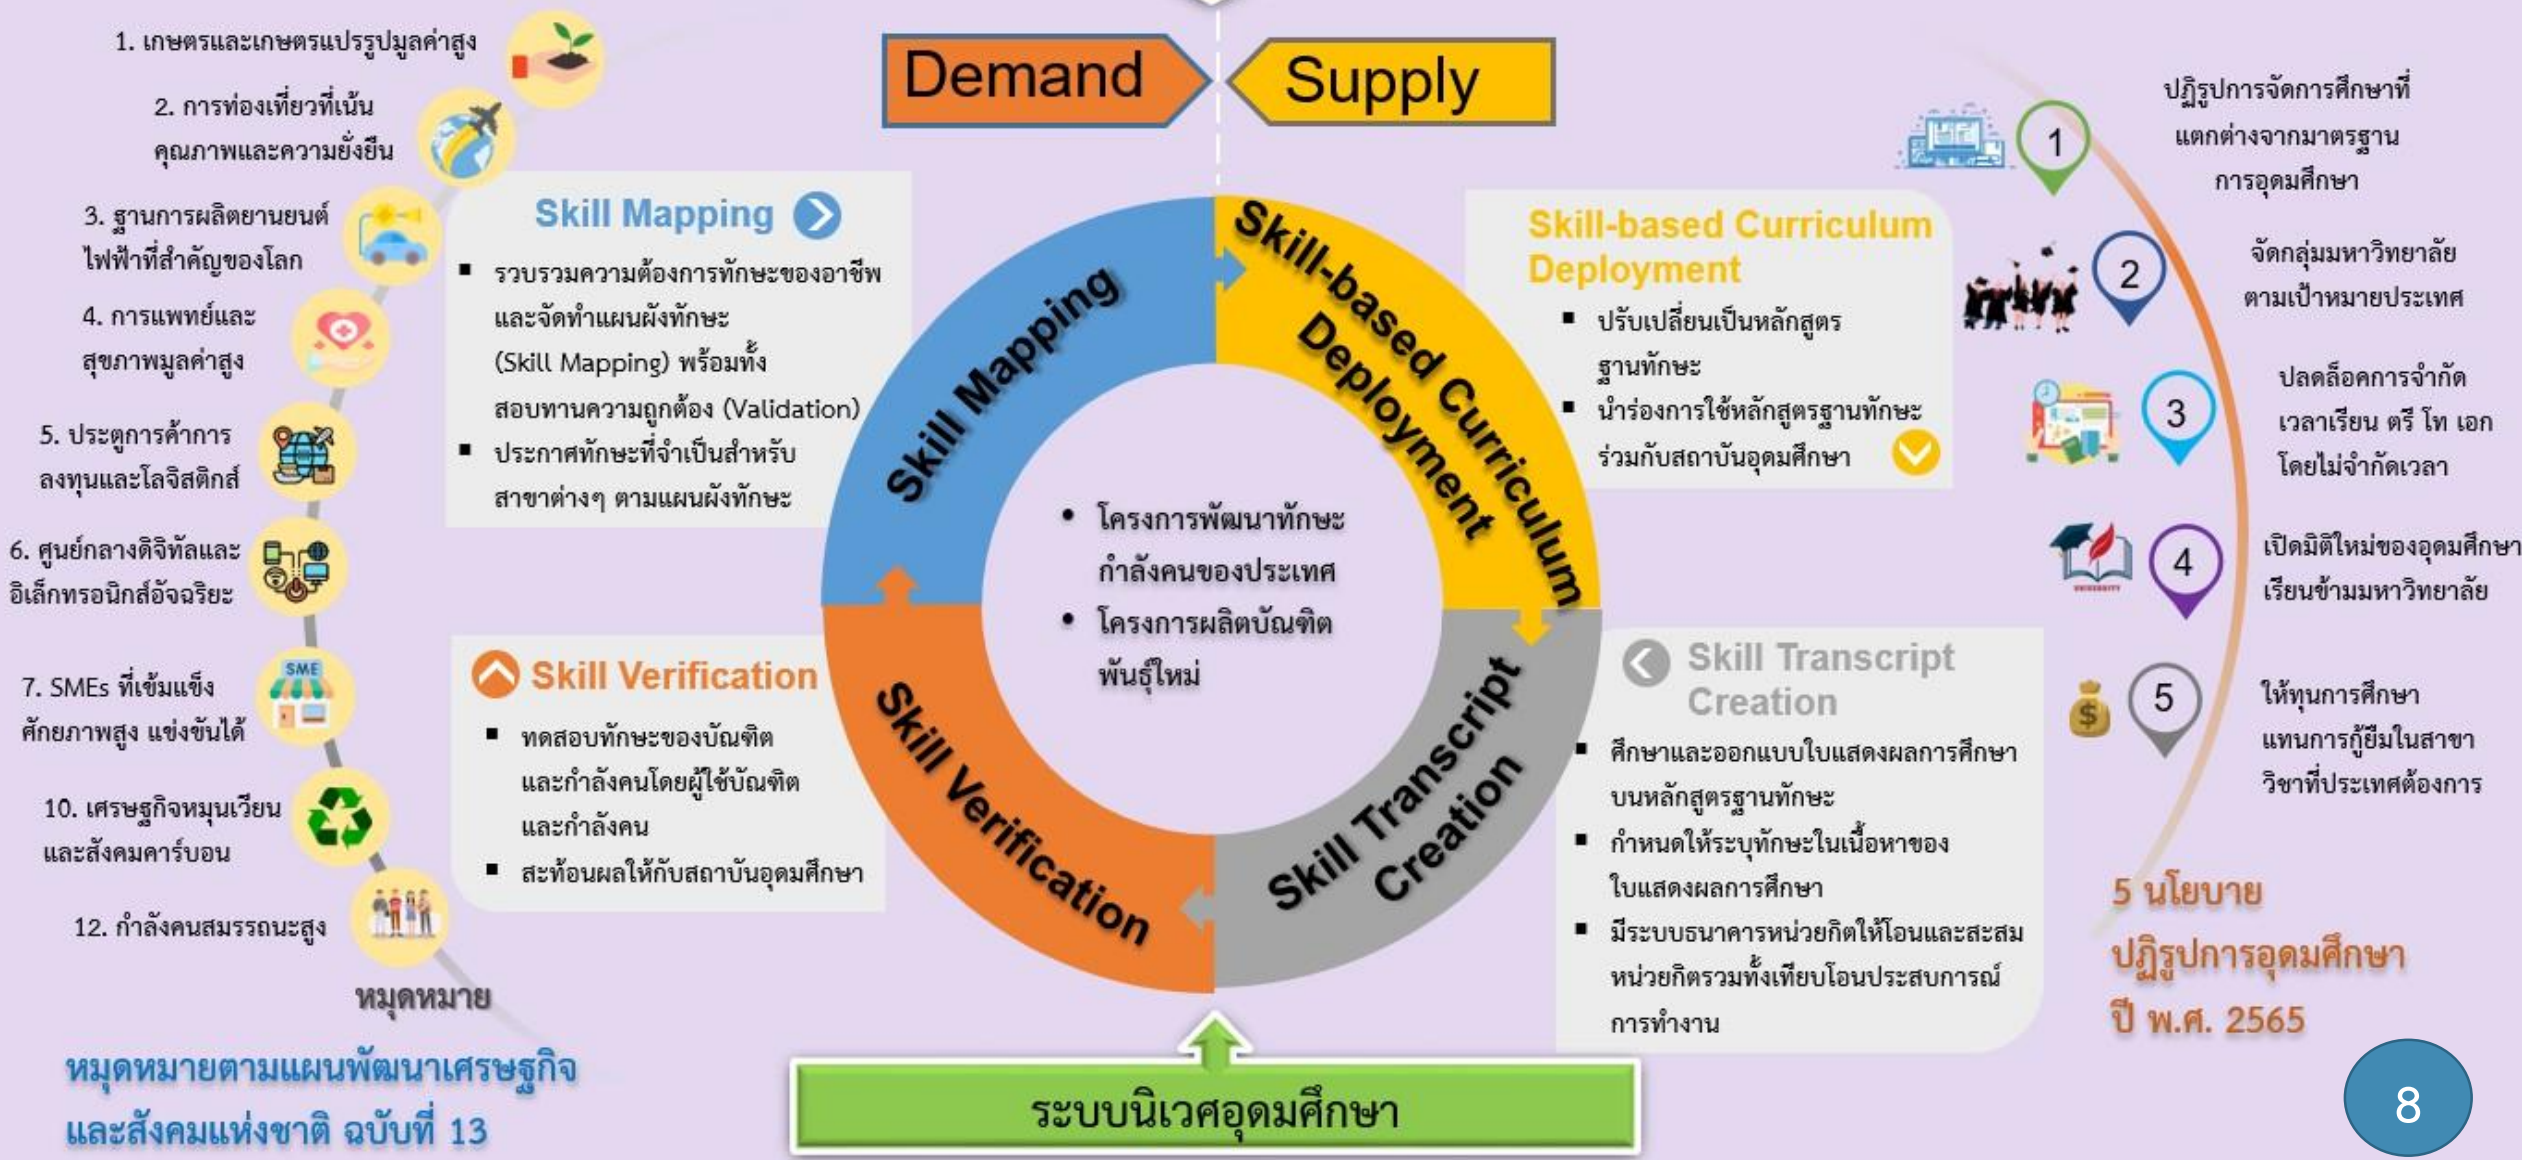 Demand
Supply
1. เกษตรและเกษตรแปรรูปมูลค่าสูง
2. การท่องเที่ยวที่เน้น
คุณภาพและความยั่งยืน
3. ฐานการผลิตยานยนต์
ไฟฟ้าที่สำคัญของโลก
4. การแพทย์และ
สุขภาพมูลค่าสูง
5. ประตูการค้าการ
ลงทุนและโลจิสติกส์
6. ศูนย์กลางดิจิทัลและ
อิเล็กทรอนิกส์อัจฉริยะ
SME
7. SMEs ที่เข้มแข็ง
ศักยภาพสูง แข่งขันได้
10. เศรษฐกิจหมุนเวียน
และสังคมคาร์บอน
12. กำลังคนสมรรถนะสูง
หมุดหมาย
หมุดหมายตามแผนพัฒนาเศรษฐกิจ
และสังคมแห่งชาติ ฉบับที่ 13
Skill Mapping
▪ รวบรวมความต้องการทักษะของอาชีพ
และจัดทำแผนผังทักษะ
(Skill Mapping) พร้อมทั้ง
สอบทานความถูกต้อง (Validation)
▪ ประกาศทักษะที่จำเป็นสำหรับ
สาขาต่างๆ ตามแผนผังทักษะ
Skill Verification
▪ ทดสอบทักษะของบัณฑิต
และกำลังคนโดยผู้ใช้บัณฑิต
และกำลังคน
▪ สะท้อนผลให้กับสถาบันอุดมศึกษา
Skill Mapping
Skill-based Curriculum
Deployment
Skill Transcript
Creation
Skill Verification
• โครงการพัฒนาทักษะ
กำลังคนของประเทศ
• โครงการผลิตบัณฑิต
พันธุ์ใหม่
Skill-based Curriculum
Deployment
▪ ปรับเปลี่ยนเป็นหลักสูตร
ฐานทักษะ
▪ นำร่องการใช้หลักสูตรฐานทักษะ
ร่วมกับสถาบันอุดมศึกษา
Skill Transcript
Creation
▪ ศึกษาและออกแบบใบแสดงผลการศึกษา
บนหลักสูตรฐานทักษะ
▪ กำหนดให้ระบุทักษะในเนื้อหาของ
ใบแสดงผลการศึกษา
▪ มีระบบธนาคารหน่วยกิตให้โอนและสะสม
หน่วยกิตรวมทั้งเทียบโอนประสบการณ์
การทำงาน
1
ปฏิรูปการจัดการศึกษาที่
แตกต่างจากมาตรฐาน
การอุดมศึกษา
2
จัดกลุ่มมหาวิทยาลัย
ตามเป้าหมายประเทศ
3
ปลดล็อคการจำกัด
เวลาเรียน ตรี โท เอก
โดยไม่จำกัดเวลา
UNIVERSITY
4
เปิดมิติใหม่ของอุดมศึกษา
เรียนข้ามมหาวิทยาลัย
$
5
ให้ทุนการศึกษา
แทนการกู้ยืมในสาขา
วิชาที่ประเทศต้องการ
5 นโยบาย
ปฏิรูปการอุดมศึกษา
ปี พ.ศ. 2565
ระบบนิเวศอุดมศึกษา
8